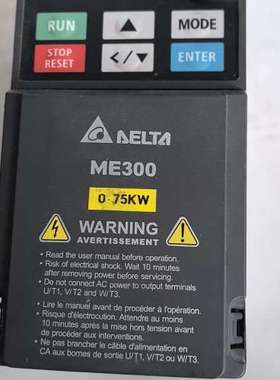 RUN
▲
MODE
STOP
RESET
</▼
ENTER
DELTA
ME300
0.75KW
WARNING
AVERTISSEMENT
• Read the user manual before operation.
• Risk of electrical shock. Wait 10 minutes
after removing power before servicing.
• Do not connect AC power to output terminals
U/T1, V/T2, and W/T3.
• Lire le manuel avant de procéder à l'opération.
• Risque d'électrocution. Attendre au moins
10 minutes après la mise hors tension avant
de procéder aux interventions.
• Ne pas brancher le câble d'alimentation en
CA aux bornes de sortie U/T1, V/T2 ou W/T3.